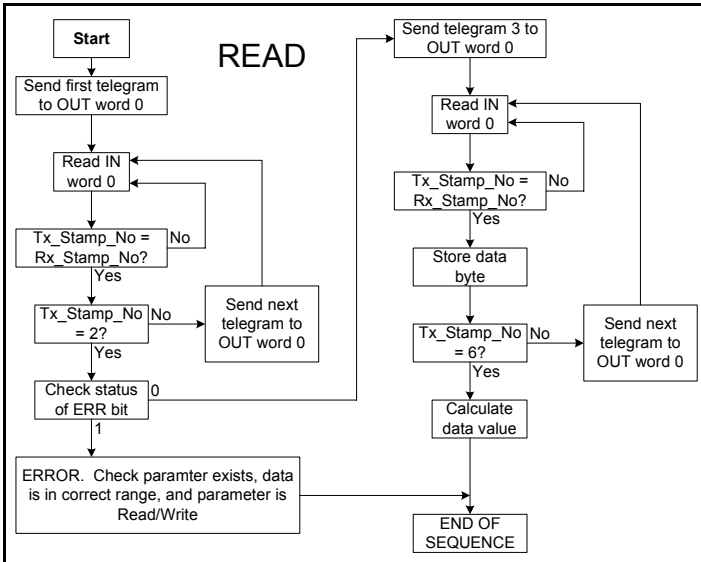 Start
READ
Send first telegram
to OUT word 0
Read IN
word 0
Tx_Stamp_No =
Rx_Stamp_No?
No
Yes
Tx_Stamp_No
= 2?
No
Yes
Send next
telegram to
OUT word 0
Check status
of ERR bit
0
1
ERROR.  Check paramter exists, data
is in correct range, and parameter is
Read/Write
Send telegram 3 to
OUT word 0
Read IN
word 0
Tx_Stamp_No =
Rx_Stamp_No?
No
Yes
Store data
byte
Tx_Stamp_No
= 6?
No
Yes
Send next
telegram to
OUT word 0
Calculate
data value
END OF
SEQUENCE